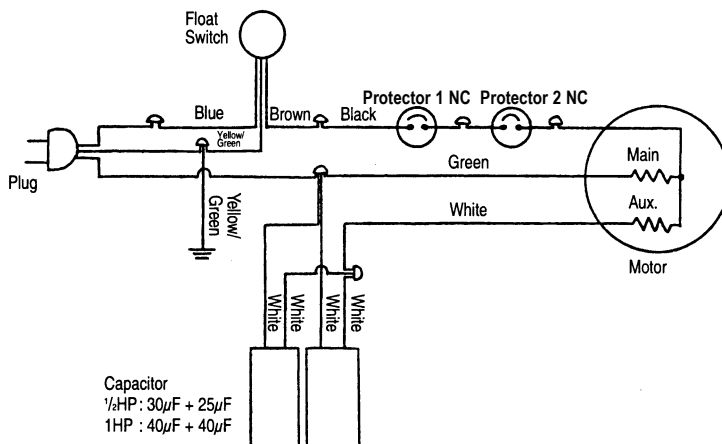 Float
Switch
Blue
Brown
Black
Protector 1 NC
Protector 2 NC
Yellow/
Green
Plug
Green
Main
Yellow/
Green
White
Aux.
Motor
White
White
White
White
Capacitor
½HP : 30µF + 25µF
1HP : 40µF + 40µF